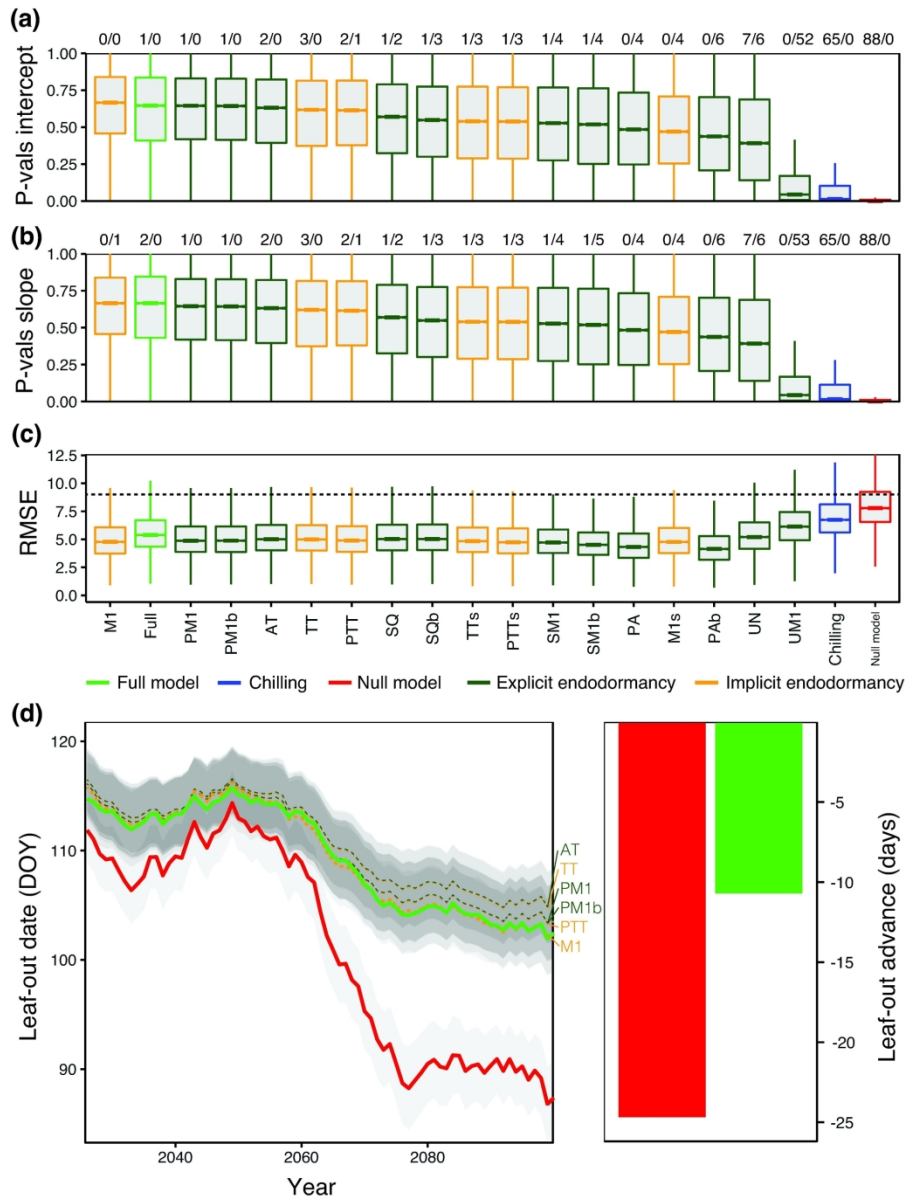 (a)
0/0 1/0 1/0 1/0 2/0 3/0 2/1 1/2 1/3 1/3 1/3 1/4 1/4 0/4 0/4 0/6 7/6 0/52 65/0 88/0
P-vals intercept
1.00
0.75
0.50
0.25
0.00
(b)
0/1 2/0 1/0 1/0 2/0 3/0 2/1 1/2 1/3 1/3 1/3 1/4 1/5 0/4 0/4 0/6 7/6 0/53 65/0 88/0
P-vals slope
1.00
0.75
0.50
0.25
0.00
(c)
RMSE
12.5
10.0
7.5
5.0
2.5
0.0
M1 Full PM1 PM1b AT TT PTT SQ SQb TTs PTTs SM1 SM1b PA M1s PAb UN UM1 Chilling Null model
Full model Chilling Null model Explicit endodormancy Implicit endodormancy
(d)
Leaf-out date (DOY)
120
110
100
90
AT
TT
PM1
PM1b
PTT
M1
2040 2060 2080
Year
-5
-10
-15
-20
-25
Leaf-out advance (days)